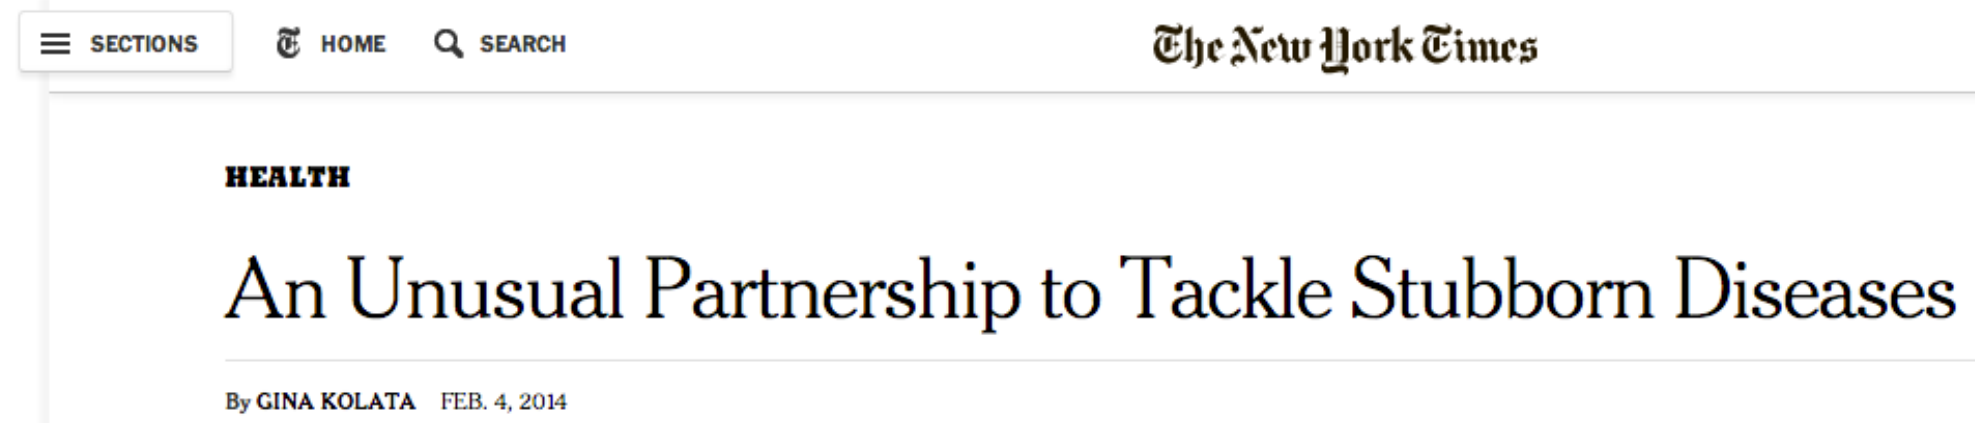 SECTIONS HOME SEARCH The New York Times
HEALTH
An Unusual Partnership to Tackle Stubborn Diseases
By GINA KOLATA FEB. 4, 2014